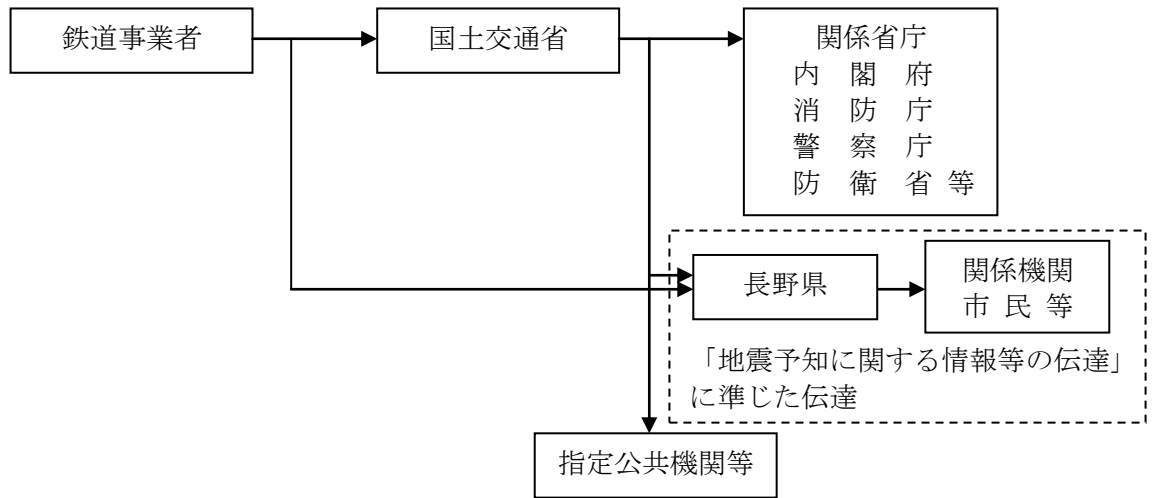 鉄道事業者
国土交通省
関係省庁
内 閣 府
消 防 庁
警 察 庁
防 衛 省 等
長野県
関係機関
市 民 等
「地震予知に関する情報等の伝達」
に準じた伝達
指定公共機関等